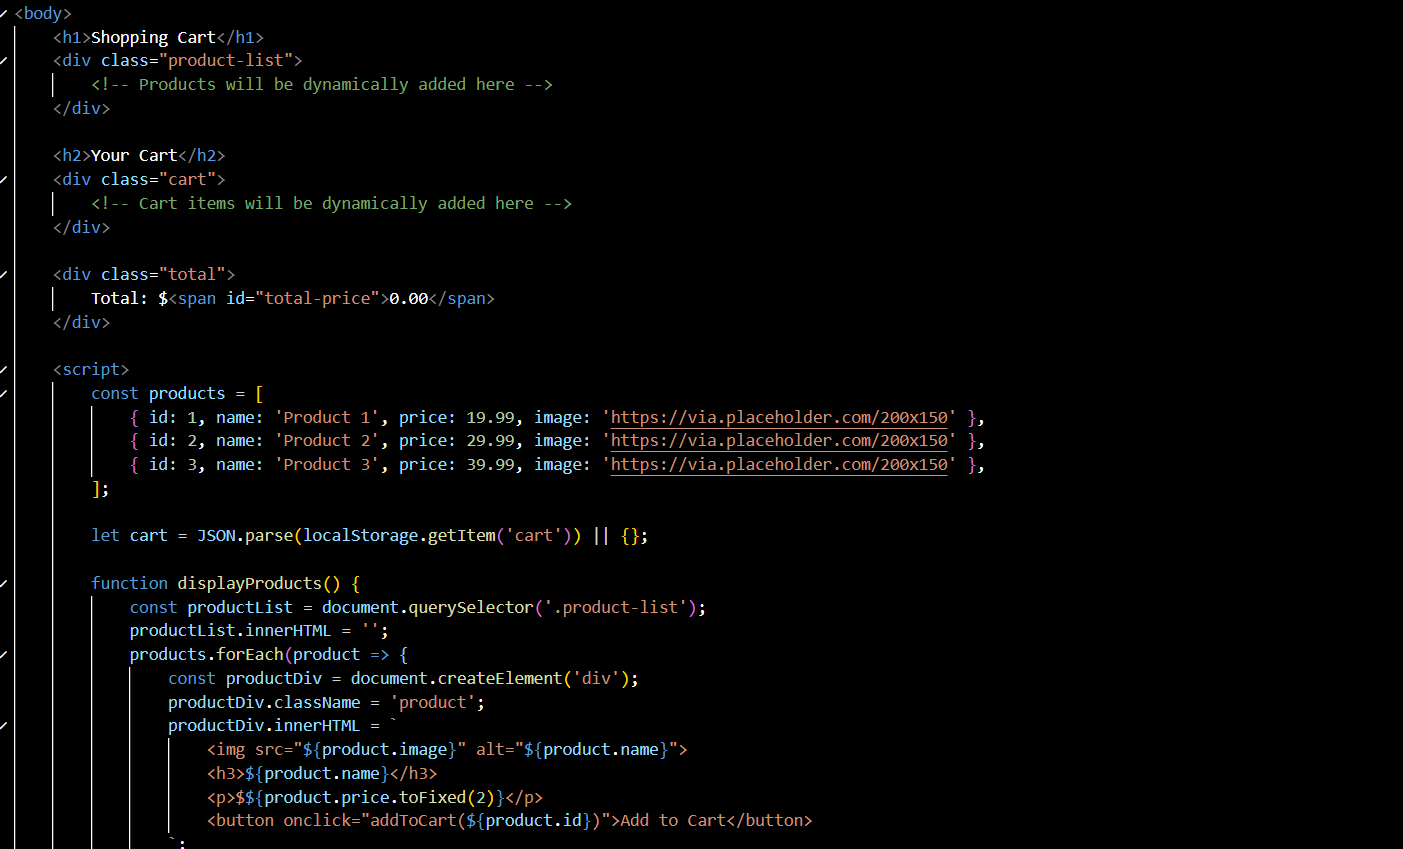 <body>
<h1>Shopping Cart</h1>
<div class="product-list">
<!-- Products will be dynamically added here -->
</div>
<h2>Your Cart</h2>
<div class="cart">
<!-- Cart items will be dynamically added here -->
</div>
<div class="total">
Total: $<span id="total-price">0.00</span>
</div>
<script>
const products = [
{ id: 1, name: 'Product 1', price: 19.99, image: 'https://via.placeholder.com/200x150' },
{ id: 2, name: 'Product 2', price: 29.99, image: 'https://via.placeholder.com/200x150' },
{ id: 3, name: 'Product 3', price: 39.99, image: 'https://via.placeholder.com/200x150' },
];
let cart = JSON.parse(localStorage.getItem('cart')) || {};
function displayProducts() {
const productList = document.querySelector('.product-list');
productList.innerHTML = '';
products.forEach(product => {
const productDiv = document.createElement('div');
productDiv.className = 'product';
productDiv.innerHTML = `
<img src="${product.image}" alt="${product.name}">
<h3>${product.name}</h3>
<p>$${product.price.toFixed(2)}</p>
<button onclick="addToCart(${product.id})">Add to Cart</button>
`;